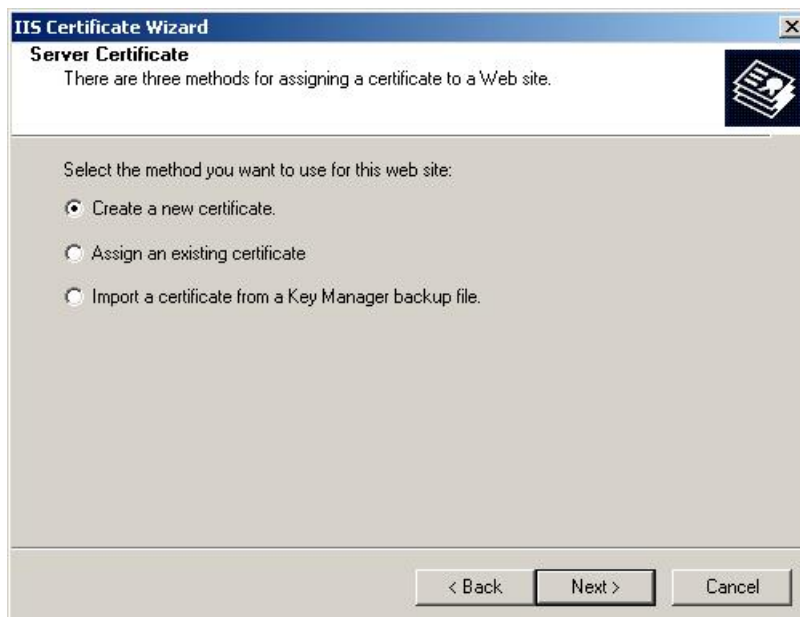 IIS Certificate Wizard
Server Certificate
There are three methods for assigning a certificate to a Web site.
Select the method you want to use for this web site:
Create a new certificate.
Assign an existing certificate
Import a certificate from a Key Manager backup file.
< Back
Next >
Cancel